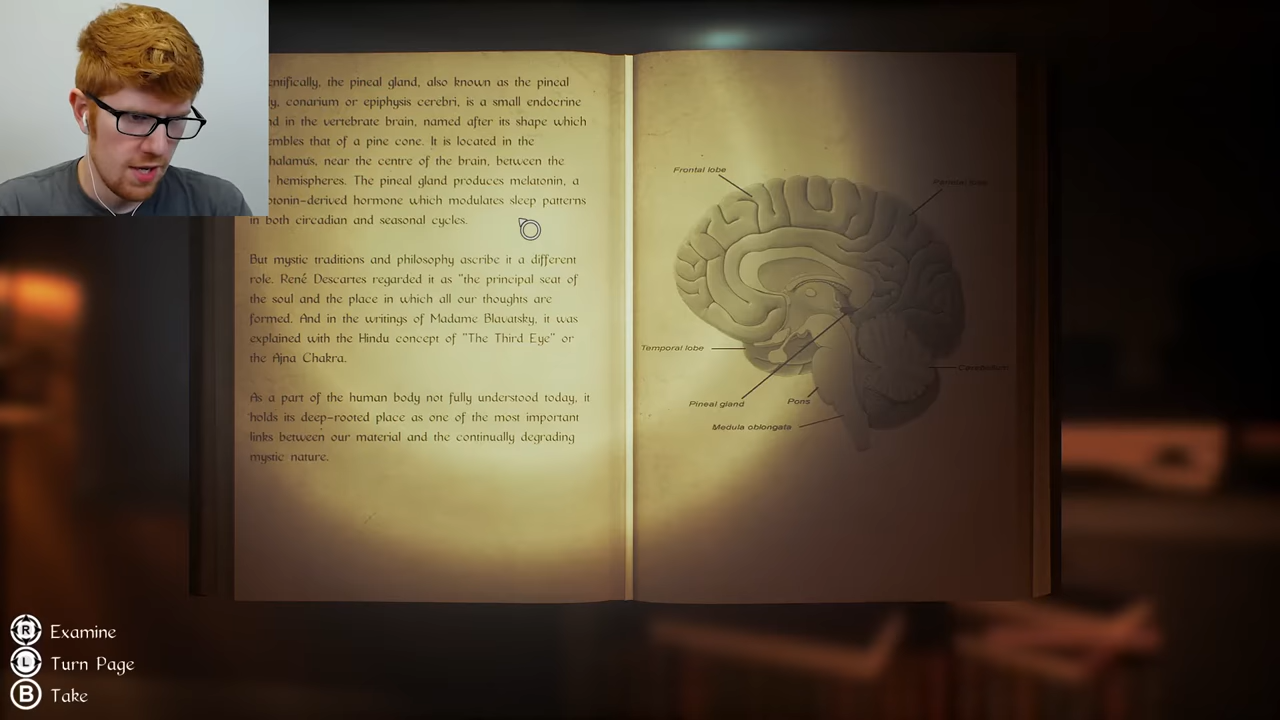 the pineal gland, also known as the pineal
conarium or epiphysis cerebri, is a small endocrine
in the vertebrate brain, named after its shape which
that of a pine cone. It is located in the
near the centre of the brain, between the
hemispheres. The pineal gland produces melatonin, a
hormone which modulates sleep patterns
in both circadian and seasonal cycles.
But mystic traditions and philosophy ascribe it a different
role. René Descartes regarded it as "the principal seat of
the soul and the place in which all our thoughts are
formed. And in the writings of Madame Blavatsky, it was
explained with the Hindu concept of "The Third Eye" or
the Ajna Chakra.
As a part of the human body not fully understood today, it
holds its deep-rooted place as one of the most important
links between our material and the continually degrading
mystic nature.
Frontal lobe
Parietal lobe
Temporal lobe
Pineal gland
Pons
Medula oblongata
R Examine
L Turn Page
B Take